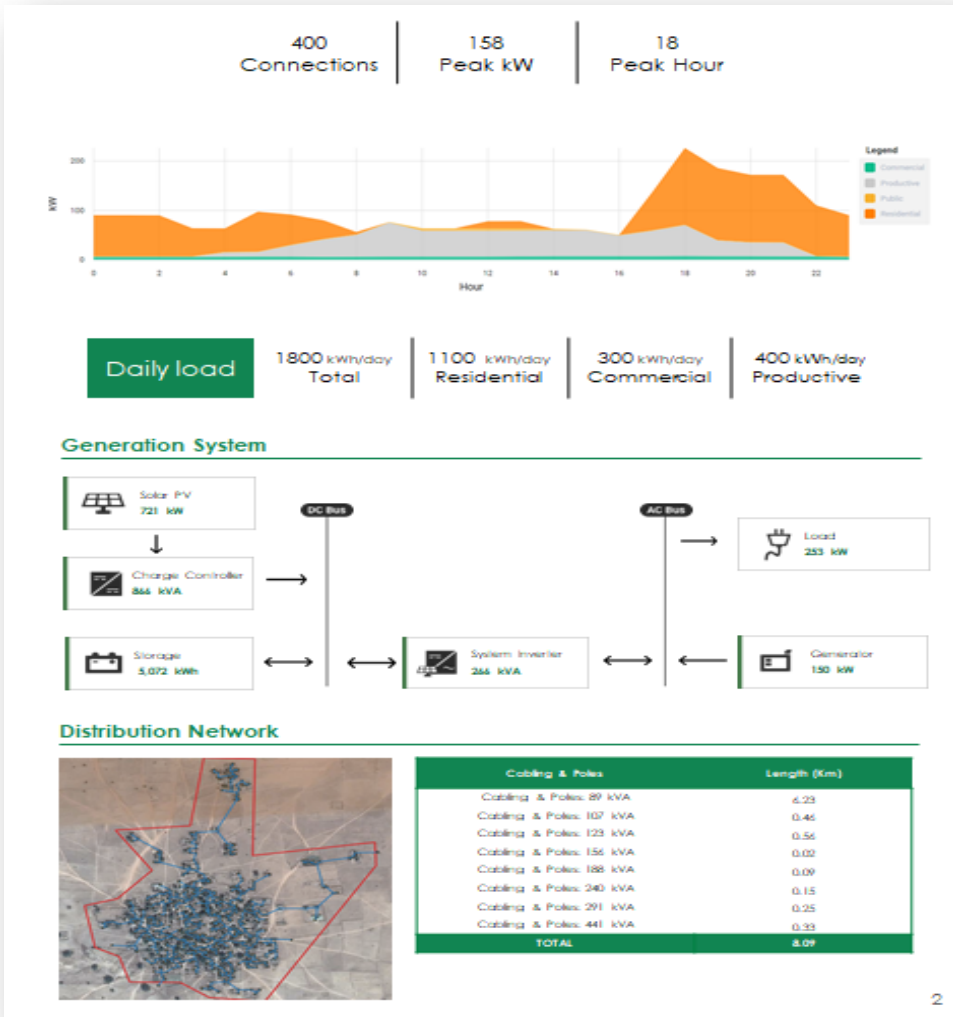 400
Connections
158
Peak kW
18
Peak Hour
200
100
0
kW
0 2 4 6 8 10 12 14 16 18 20 22
Hour
Legend
Commercial
Productive
Public
Residential
Daily load
1800 kWh/day
Total
1100 kWh/day
Residential
300 kWh/day
Commercial
400 kWh/day
Productive
Generation System
Solar PV
721 kW
DC Bus
AC Bus
Load
253 kW
Charge Controller
866 kVA
Storage
5,072 kWh
System Inverter
266 kVA
Generator
150 kW
Distribution Network
Cabling & Poles Length (Km)
Cabling & Poles: 89 kVA 6.23
Cabling & Poles: 107 kVA 0.46
Cabling & Poles: 123 kVA 0.56
Cabling & Poles: 156 kVA 0.02
Cabling & Poles: 188 kVA 0.09
Cabling & Poles: 240 kVA 0.15
Cabling & Poles: 291 kVA 0.25
Cabling & Poles: 441 kVA 0.33
TOTAL 8.09
2